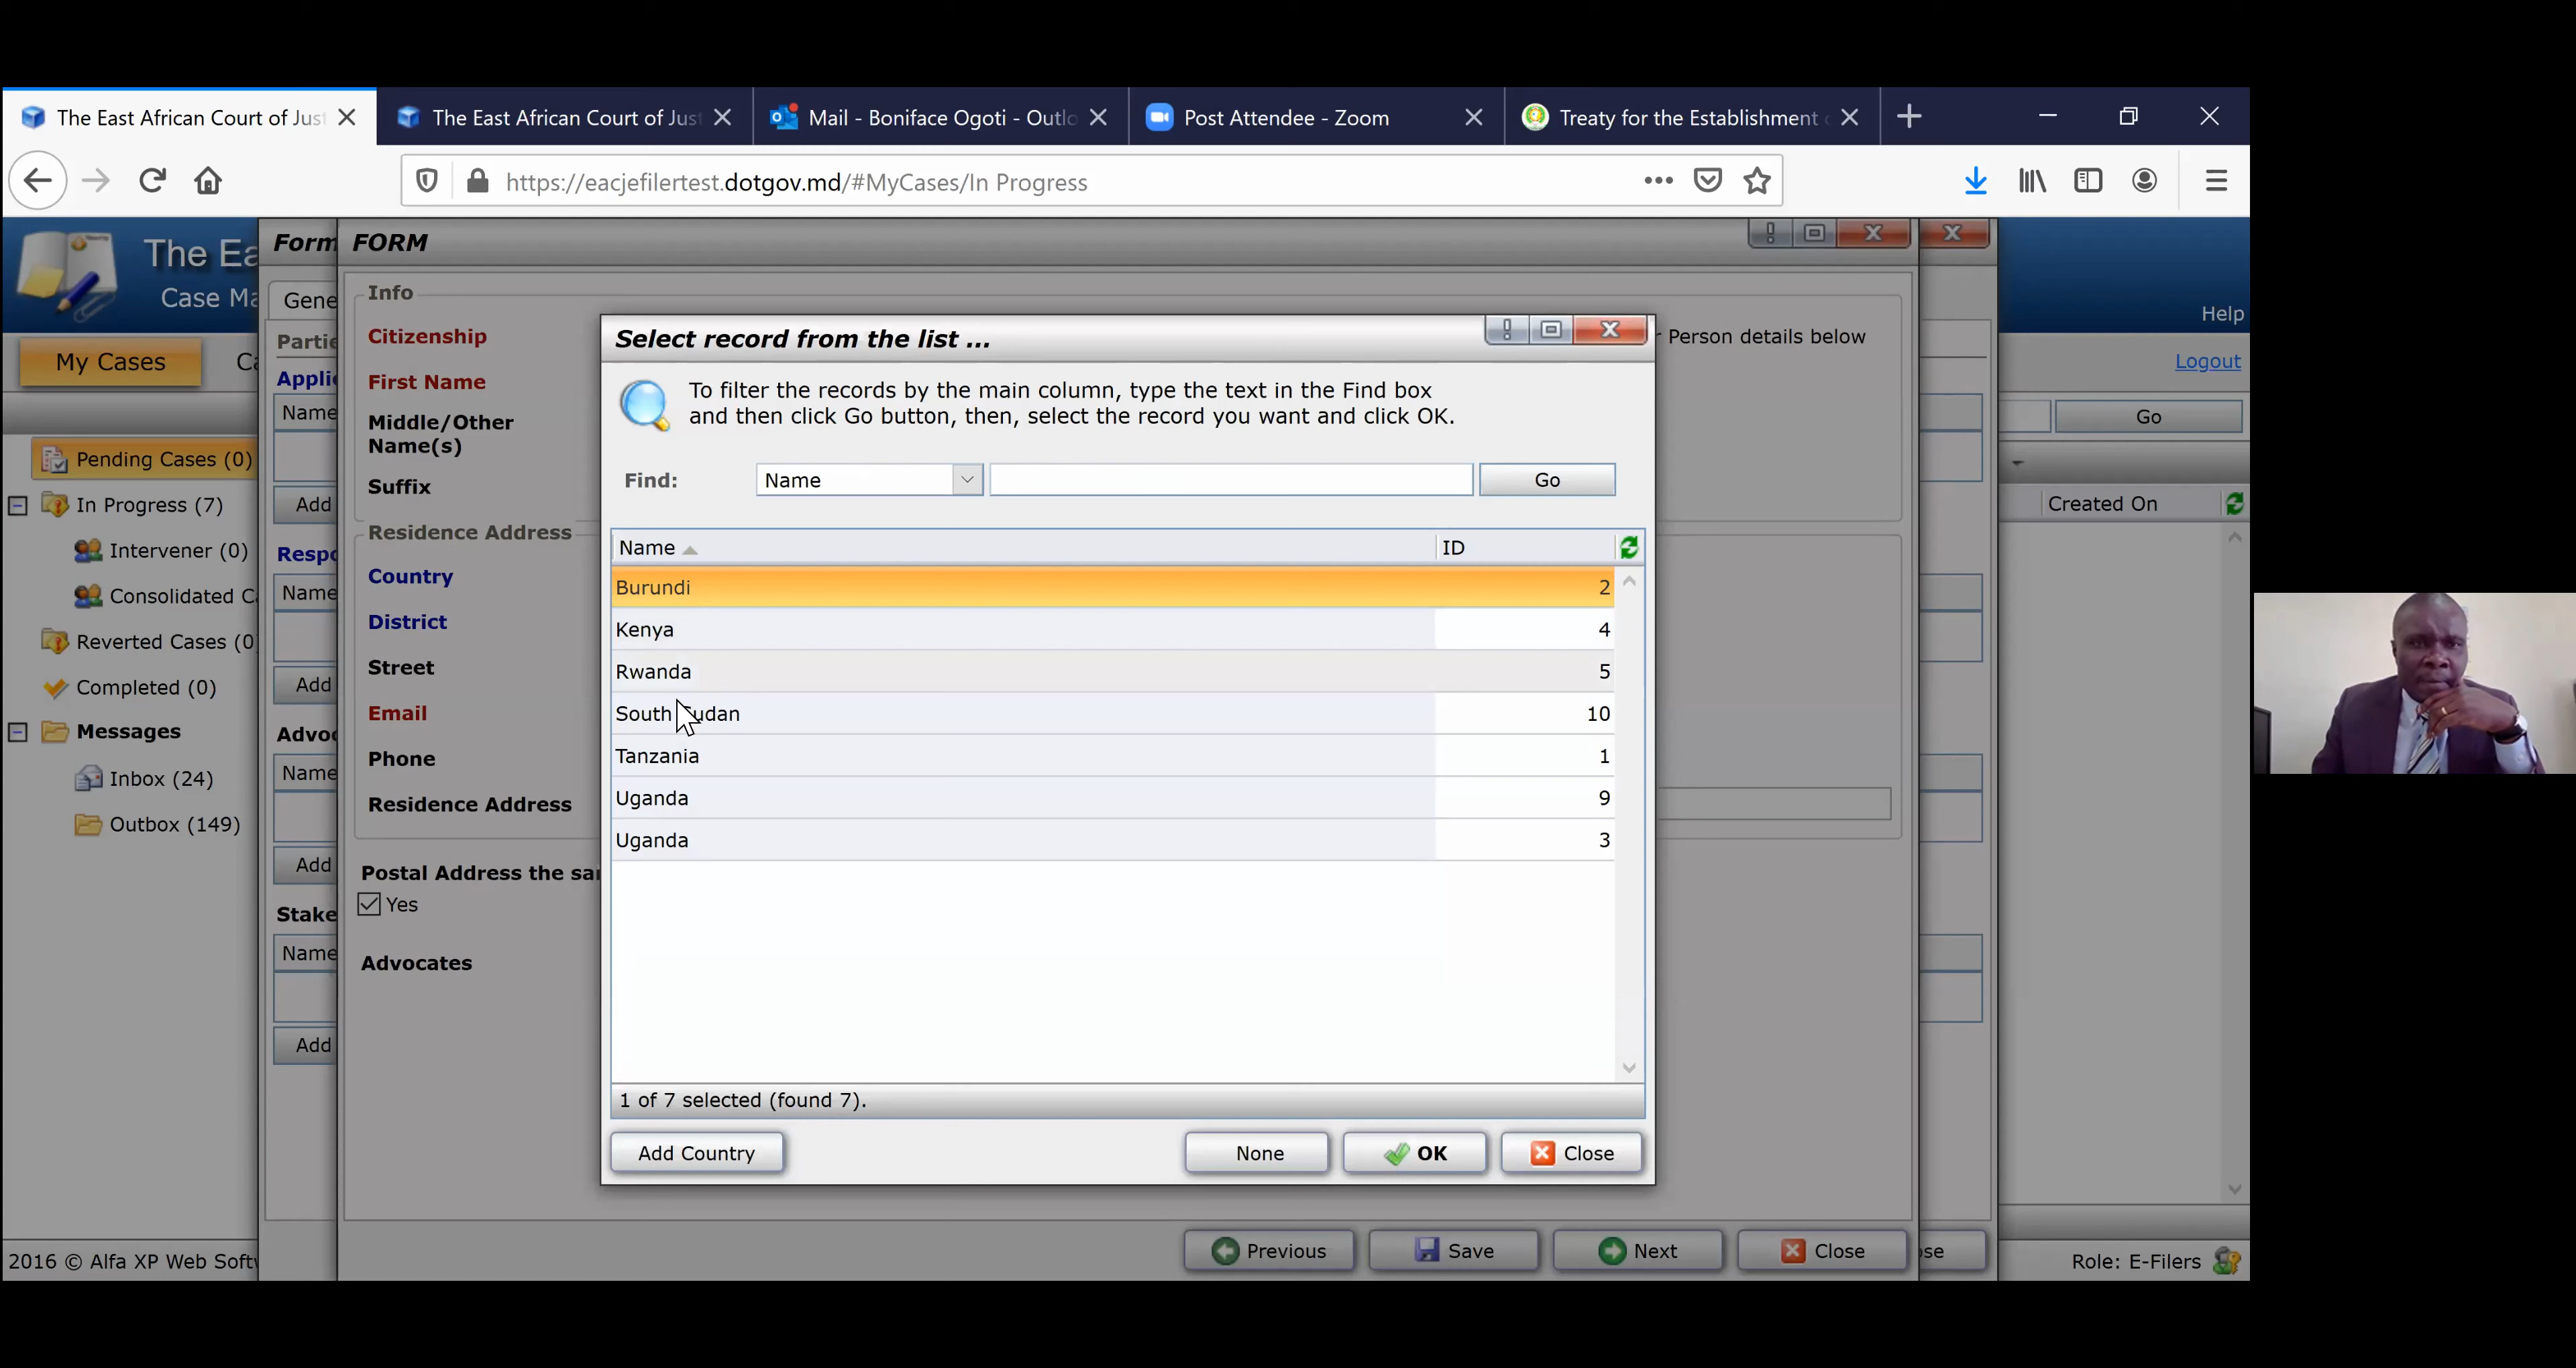 The East African Court of Just
The East African Court of Just
Mail - Boniface Ogoti - Outlo
Post Attendee - Zoom
Treaty for the Establishment
https://eacjefilertest.dotgov.md/#MyCases/In Progress
The Ea
Case Ma
Help
Logout
My Cases
Ca
Go
Created On
Pending Cases (0)
In Progress (7)
Intervener (0)
Consolidated C
Reverted Cases (0)
Completed (0)
Messages
Inbox (24)
Outbox (149)
Form
Gene
Partie
Applic
Name
Add
Respo
Name
Add
Advoc
Name
Add
Stake
Name
Add
FORM
Info
Citizenship
Person details below
First Name
Middle/Other
Name(s)
Suffix
Residence Address
Country
District
Street
Email
Phone
Residence Address
Postal Address the sa
Yes
Advocates
Select record from the list ...
To filter the records by the main column, type the text in the Find box
and then click Go button, then, select the record you want and click OK.
Find: Name Go
Name ID
Burundi 2
Kenya 4
Rwanda 5
South Sudan 10
Tanzania 1
Uganda 9
Uganda 3
1 of 7 selected (found 7).
Add Country None OK Close
Previous Save Next Close se
2016 © Alfa XP Web Softw
Role: E-Filers